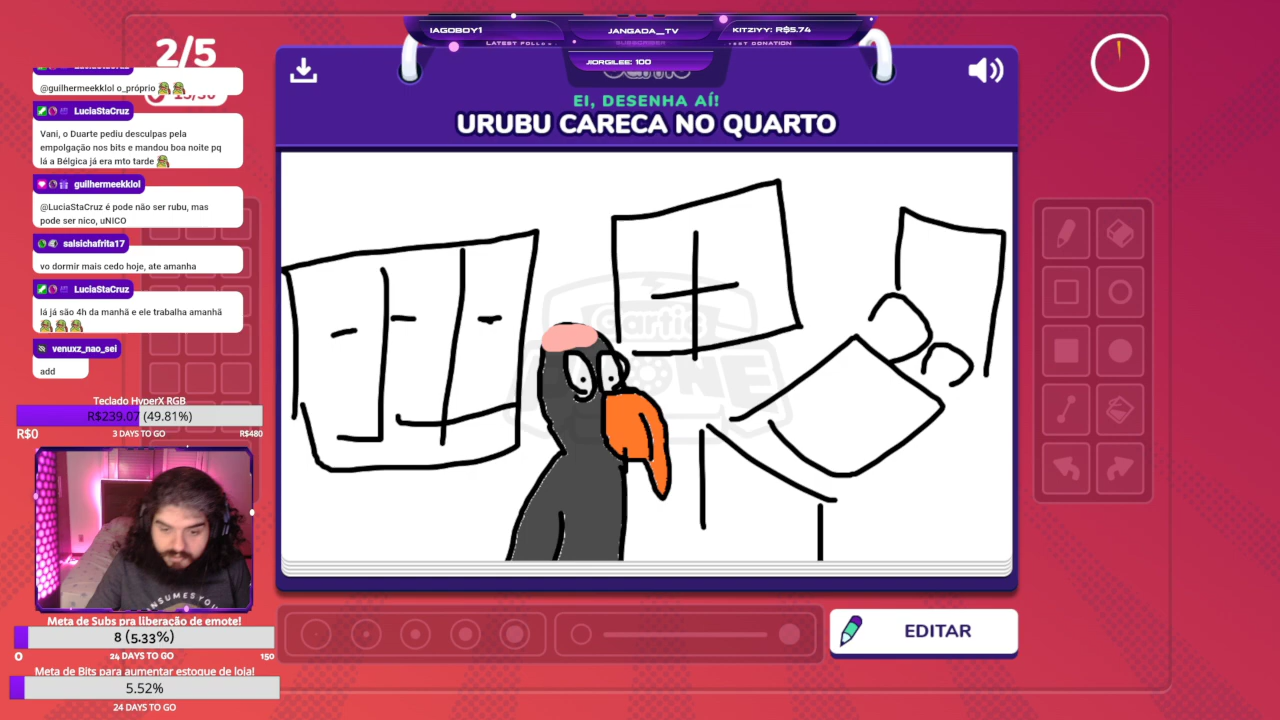 IAGOBOY1
JANGADA__TV
KITZIYY: R$5.74
SUBSCRIBER
JIORGILEE: 100
2/5
EI, DESENHA AÍ!
URUBU CARECA NO QUARTO
@guilhermeekklol o_próprio
LuciaStaCruz
Vani, o Duarte pediu desculpas pela
empolgação nos bits e mandou boa noite pq
lá a Bélgica já era mto tarde
guilhermeekklol
@LuciaStaCruz é pode não ser rubu, mas
pode ser nico, uNICO
salsichafrita17
vo dormir mais cedo hoje, ate amanha
LuciaStaCruz
lá já são 4h da manhã e ele trabalha amanhã
venuxz_nao_sei
add
Teclado HyperX RGB
R$239.07 (49.81%)
R$0
3 DAYS TO GO
R$480
gartic
PHONE
Meta de Subs pra liberação de emote!
8 (5.33%)
0
24 DAYS TO GO
150
Meta de Bits para aumentar estoque de loja!
5.52%
24 DAYS TO GO
EDITAR